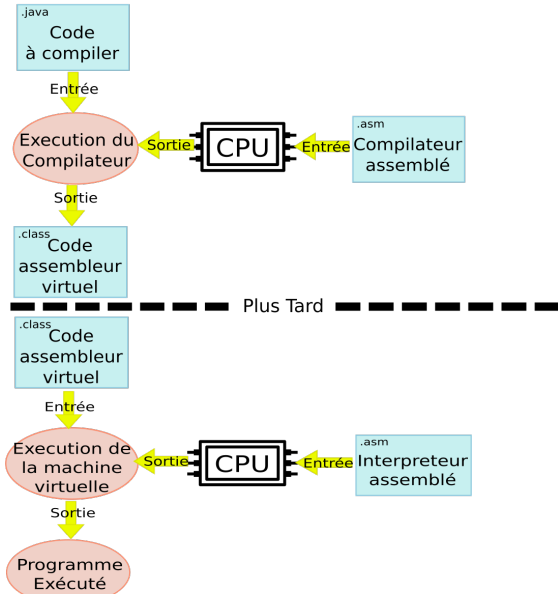 .java
Code
à compiler
Entrée
Execution du
Compilateur
Sortie
CPU
Entrée
.asm
Compilateur
assemblé
Sortie
.class
Code
assembleur
virtuel
Plus Tard
.class
Code
assembleur
virtuel
Entrée
Execution de
la machine
virtuelle
Sortie
CPU
Entrée
.asm
Interpreteur
assemblé
Sortie
Programme
Exécuté